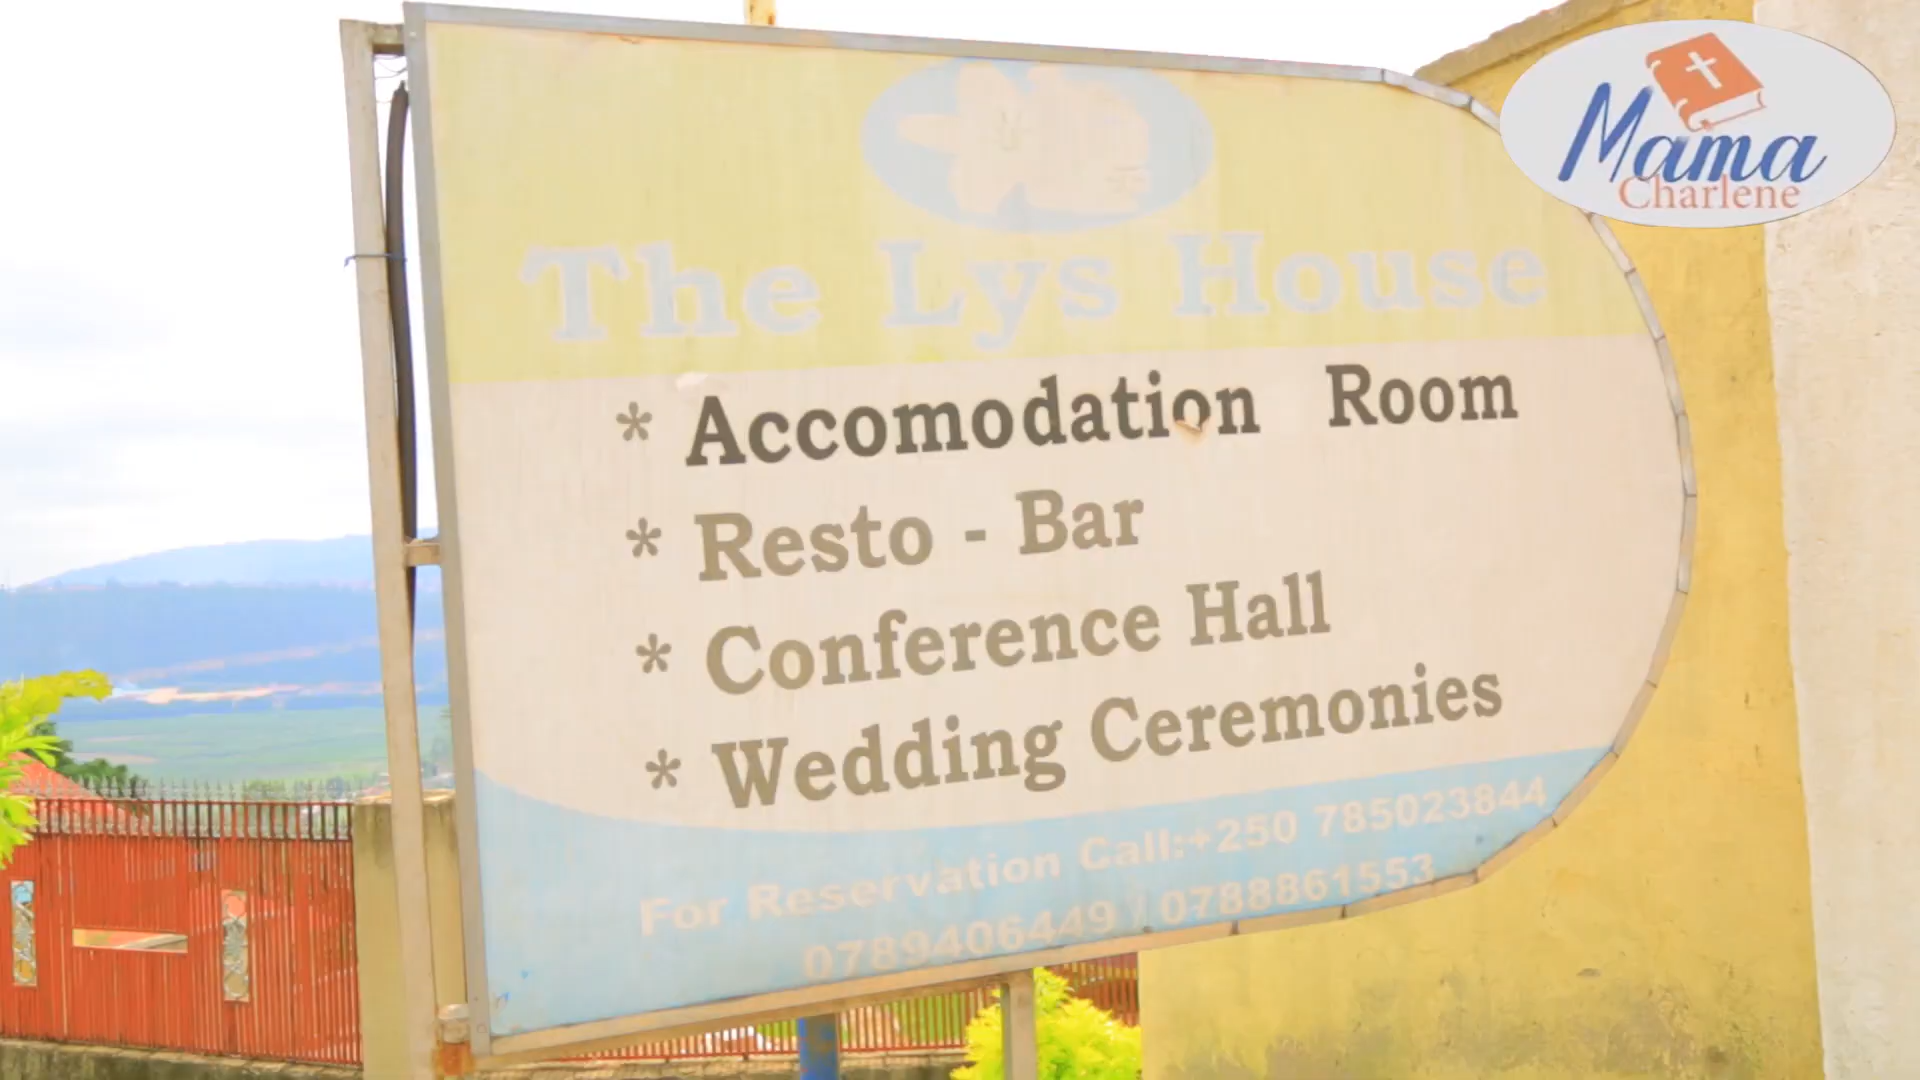 The Lys House
* Accomodation Room
* Resto - Bar
* Conference Hall
* Wedding Ceremonies
For Reservation Call:+250 785023844
0789406449 / 0788861553
Mama
Charlene